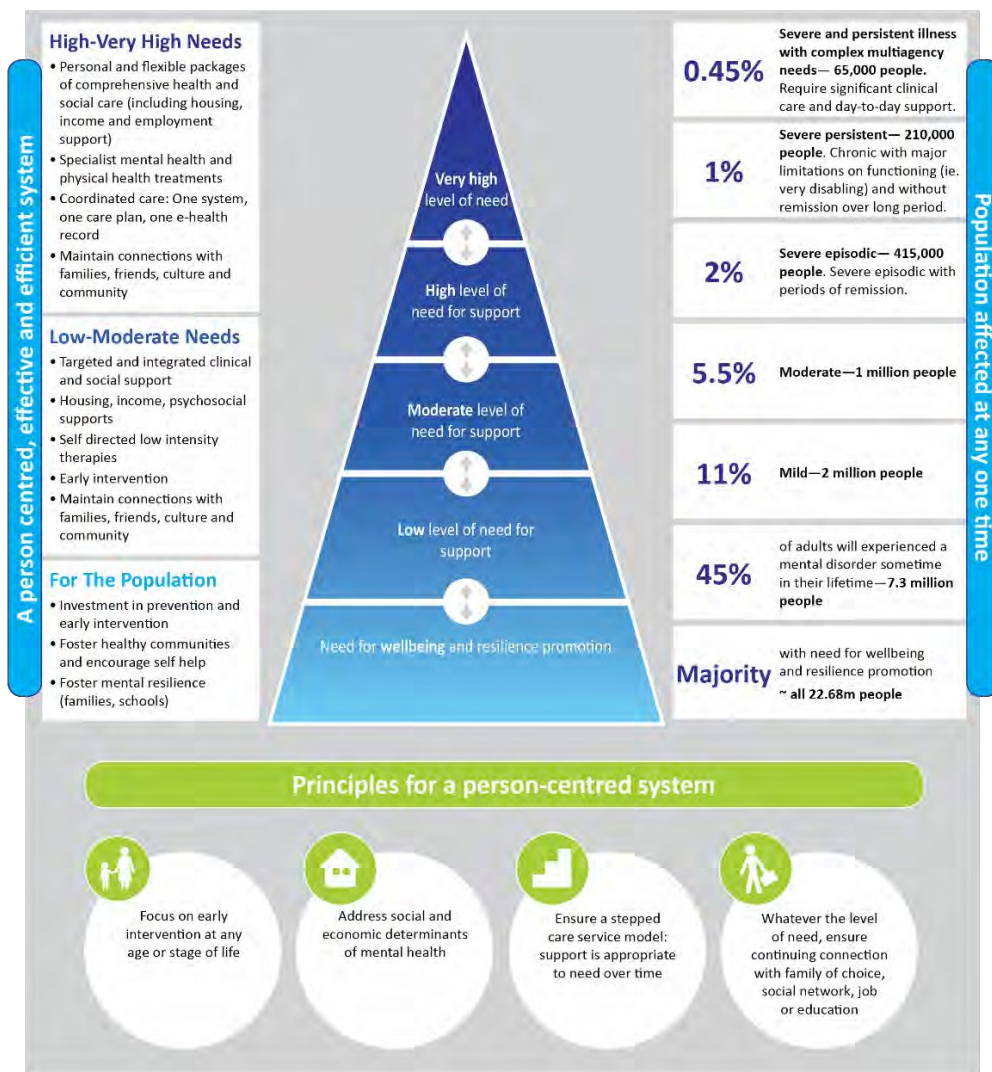 High-Very High Needs
• Personal and flexible packages
of comprehensive health and
social care (including housing,
income and employment
support)
• Specialist mental health and
physical health treatments
• Coordinated care: One system,
one care plan, one e-health
record
• Maintain connections with
families, friends, culture and
community
Low-Moderate Needs
• Targeted and integrated clinical
and social support
• Housing, income, psychosocial
supports
• Self directed low intensity
therapies
• Early intervention
• Maintain connections with
families, friends, culture and
community
For The Population
• Investment in prevention and
early intervention
• Foster healthy communities
and encourage self help
• Foster mental resilience
(families, schools)
A person centred, effective and efficient system
Very high
level of need
High level of
need for support
Moderate level of
need for support
Low level of need for
support
Need for wellbeing and resilience promotion
0.45%
Severe and persistent illness
with complex multiagency
needs— 65,000 people.
Require significant clinical
care and day-to-day support.
1%
Severe persistent— 210,000
people. Chronic with major
limitations on functioning (ie.
very disabling) and without
remission over long period.
2%
Severe episodic— 415,000
people. Severe episodic with
periods of remission.
5.5%
Moderate—1 million people
11%
Mild—2 million people
45%
of adults will experienced a
mental disorder sometime
in their lifetime—7.3 million
people
Majority
with need for wellbeing
and resilience promotion
~ all 22.68m people
Population affected at any one time
Principles for a person-centred system
Focus on early
intervention at any
age or stage of life
Address social and
economic determinants
of mental health
Ensure a stepped
care service model:
support is appropriate
to need over time
Whatever the level
of need, ensure
continuing connection
with family of choice,
social network, job
or education